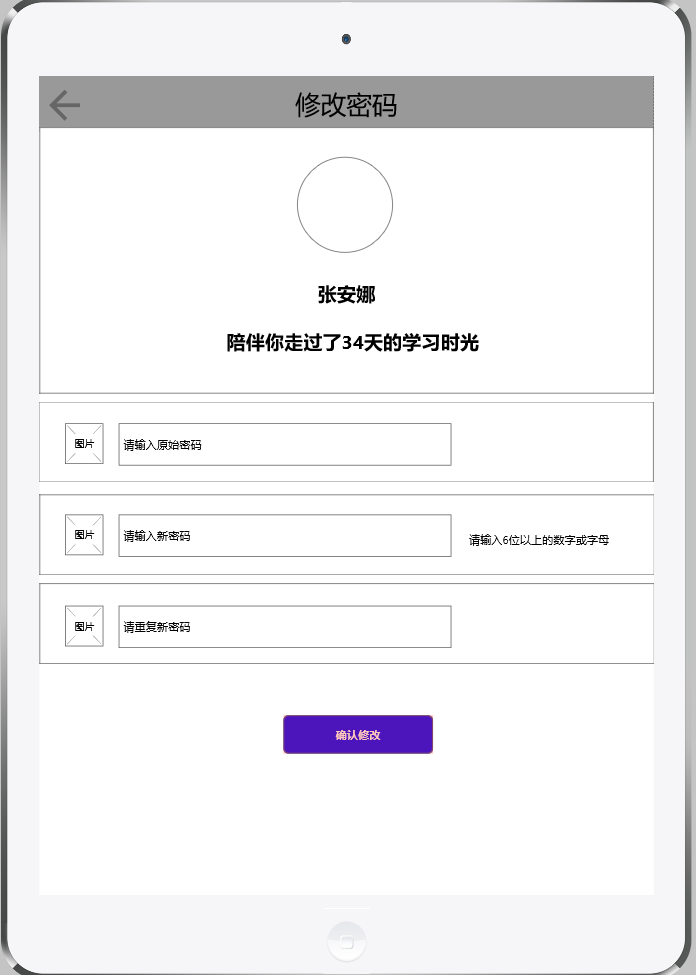 修改密码
张安娜
陪伴你走过了34天的学习时光
图片
请输入原始密码
图片
请输入新密码
请输入6位以上的数字或字母
图片
请重复新密码
确认修改